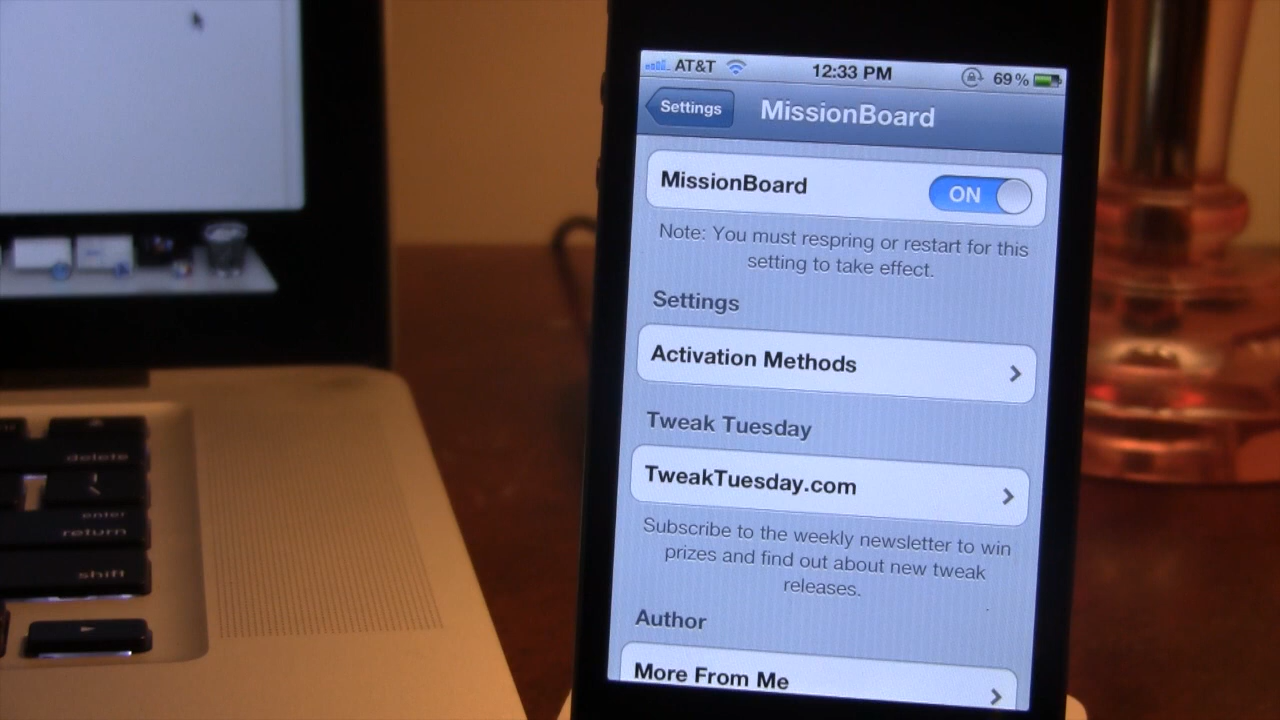 AT&T 12:33 PM 69%
Settings MissionBoard
MissionBoard ON
Note: You must respring or restart for this
setting to take effect.
Settings
Activation Methods
Tweak Tuesday
TweakTuesday.com
Subscribe to the weekly newsletter to win
prizes and find out about new tweak
releases.
Author
More From Me
delete
enter
return
shift